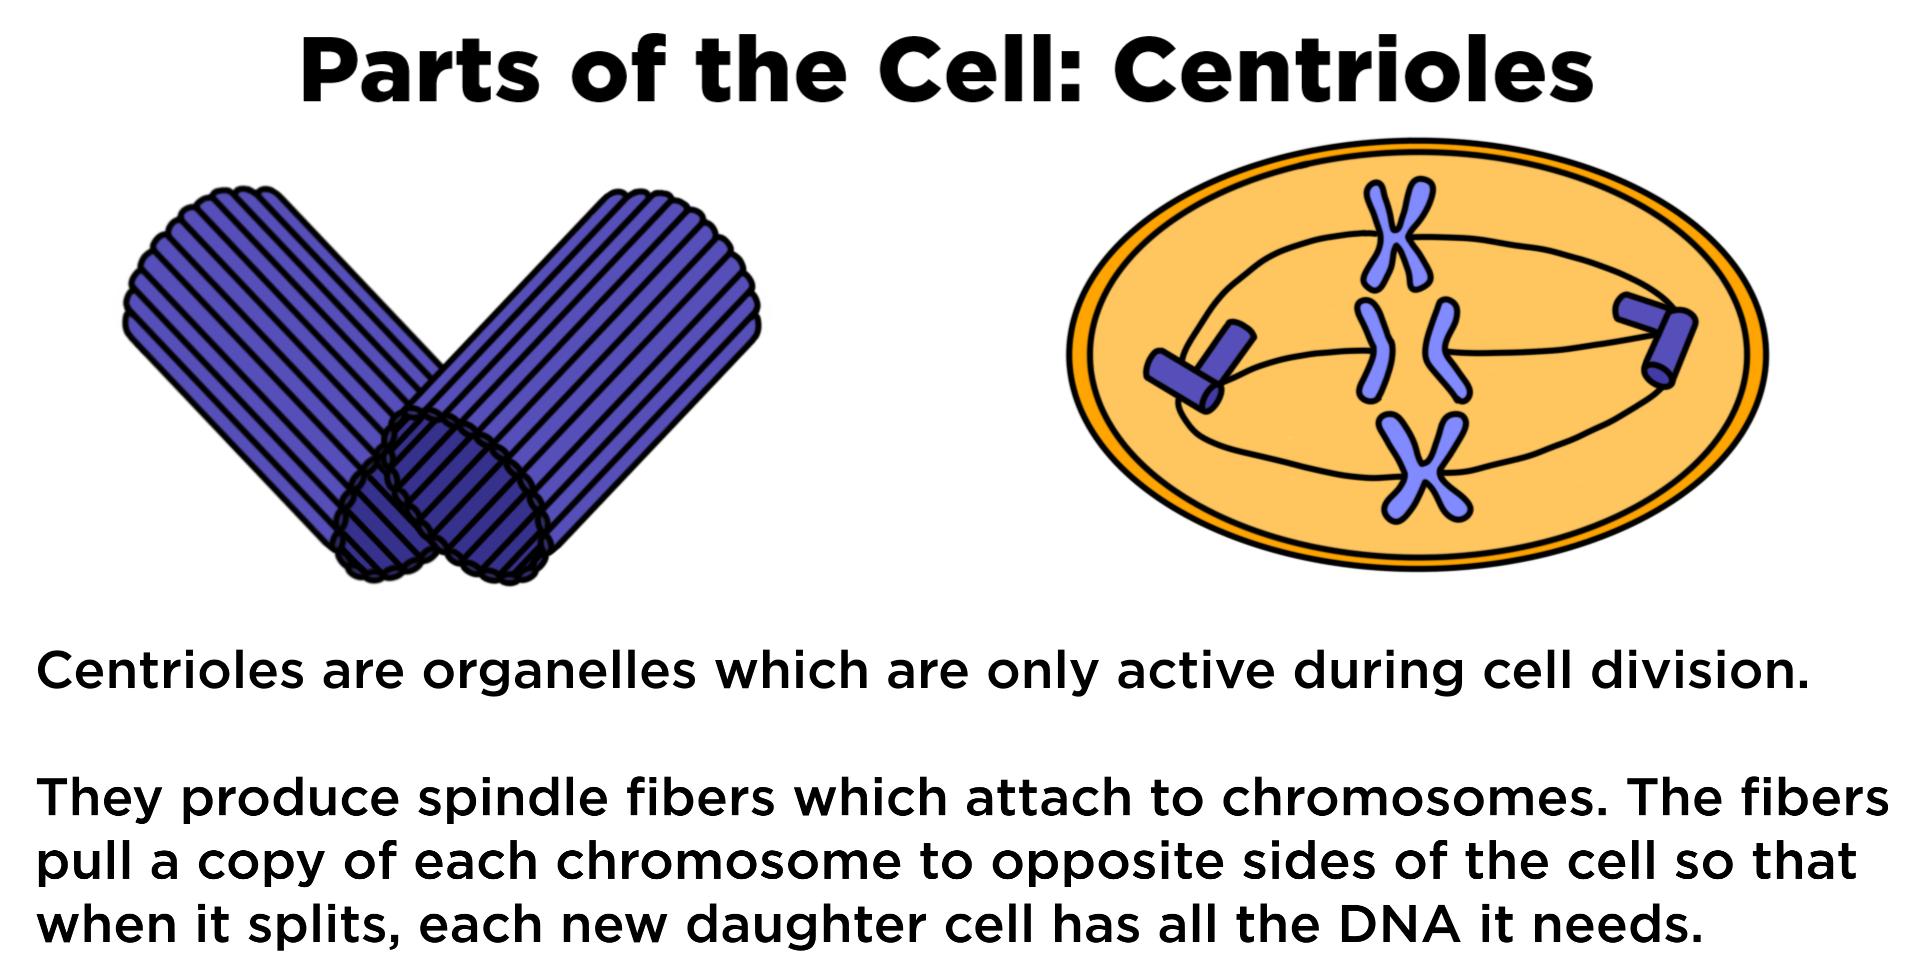 Parts of the Cell: Centrioles
Centrioles are organelles which are only active during cell division.
They produce spindle fibers which attach to chromosomes. The fibers
pull a copy of each chromosome to opposite sides of the cell so that
when it splits, each new daughter cell has all the DNA it needs.